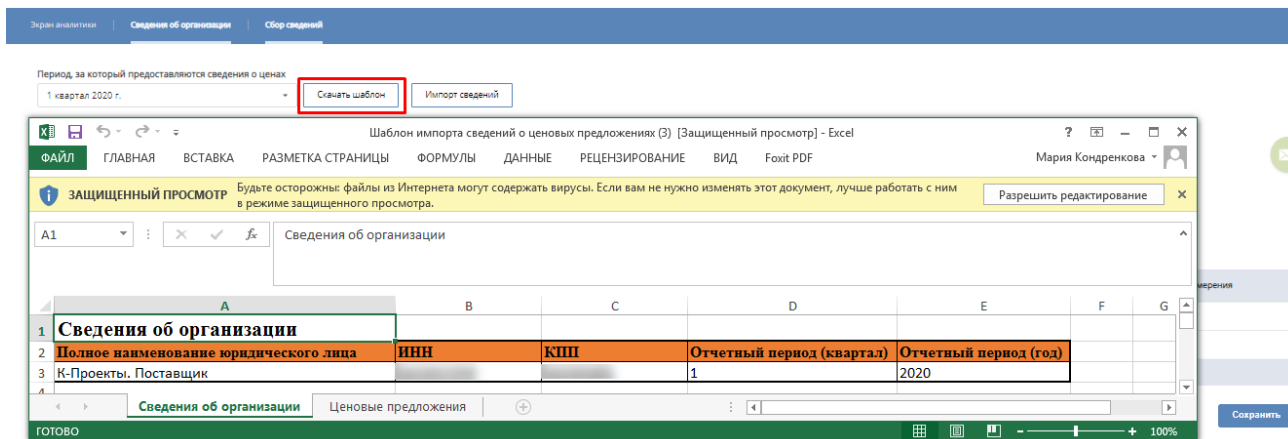 Экран аналитики Сведения об организации Сбор сведений
Период, за который предоставляются сведения о ценах
1 квартал 2020 г. Скачать шаблон Импорт сведений
Шаблон импорта сведений о ценовых предложениях (3) [Защищенный просмотр] - Excel
ФАЙЛ ГЛАВНАЯ ВСТАВКА РАЗМЕТКА СТРАНИЦЫ ФОРМУЛЫ ДАННЫЕ РЕЦЕНЗИРОВАНИЕ ВИД Foxit PDF Мария Кондренкова
ЗАЩИЩЕННЫЙ ПРОСМОТР Будьте осторожны: файлы из Интернета могут содержать вирусы. Если вам не нужно изменять этот документ, лучше работать с ним Разрешить редактирование
в режиме защищенного просмотра.
A1 fx Сведения об организации
мерения
A B C D E F G
1 Сведения об организации
2 Полное наименование юридического лица ИНН КПП Отчетный период (квартал) Отчетный период (год)
3 К-Проекты. Поставщик 1 2020
4
Сведения об организации Ценовые предложения
Сохранить
ГОТОВО 100%